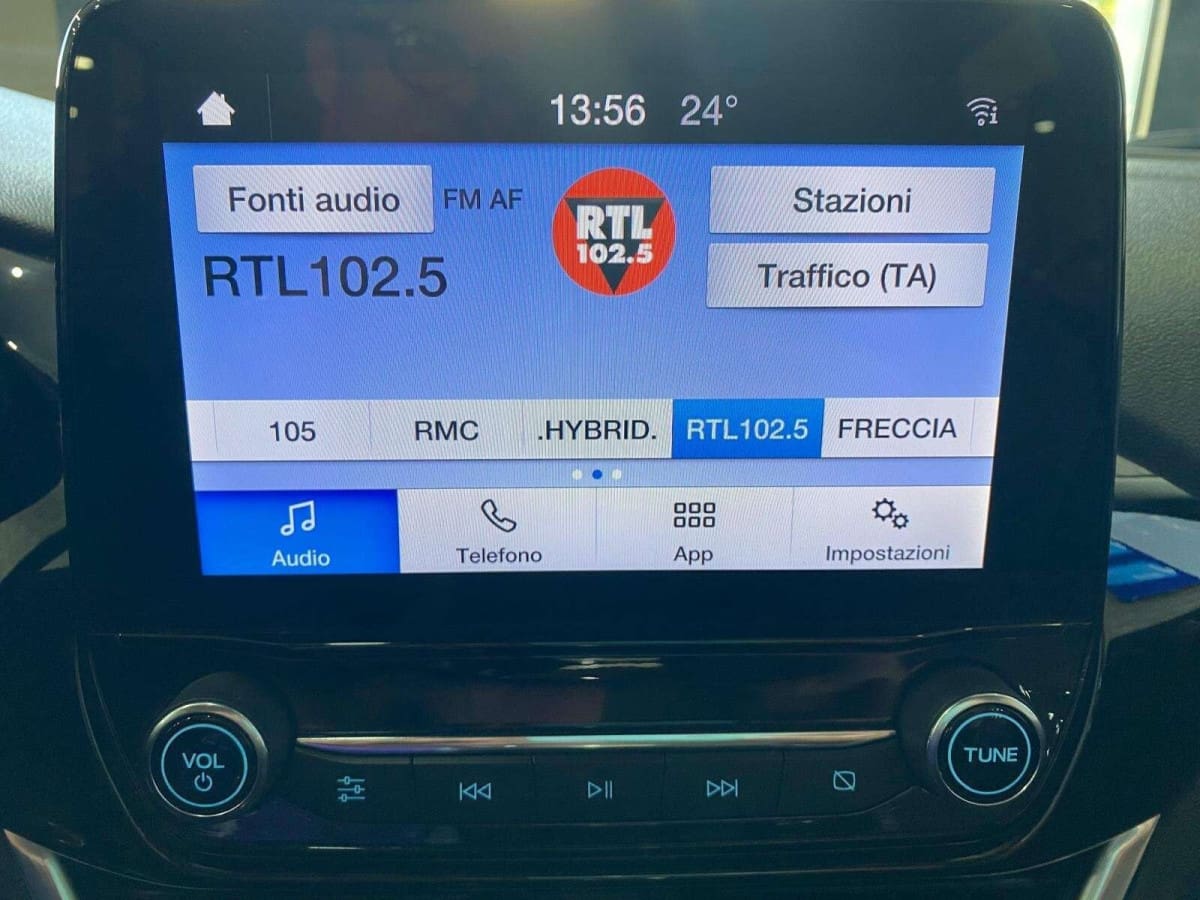 13:56 24°
Fonti audio FM AF
RTL
102.5
Stazioni
RTL102.5
Traffico (TA)
105 RMC .HYBRID. RTL102.5 FRECCIA
Audio Telefono App Impostazioni
VOL
TUNE